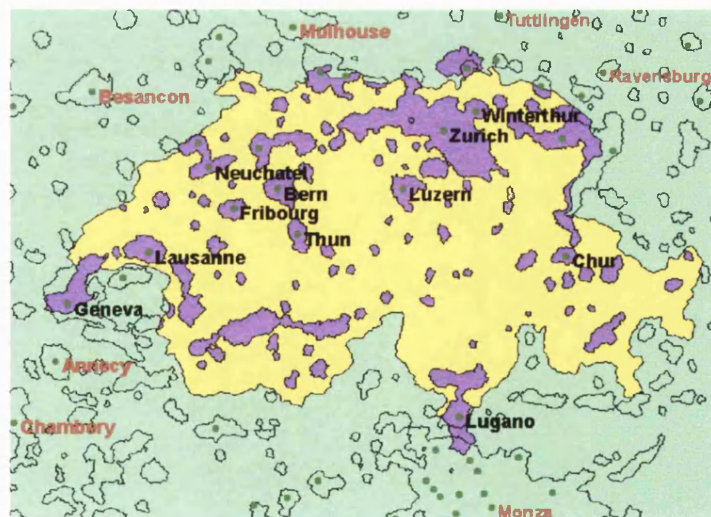 Tuttlingen
Mulhouse
Ravensburg
Besancon
Winterthur
Zurich
Neuchatel
Bern
Luzern
Fribourg
Thun
Lausanne
Chur
Geneva
Annecy
Lugano
Chambery
Monza